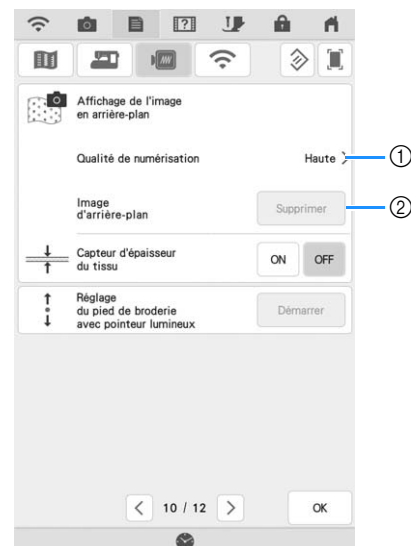 Affichage de l'image
en arrière-plan
Qualité de numérisation Haute ①
Image
d'arrière-plan Supprimer ②
Capteur d'épaisseur
du tissu ON OFF
Réglage
du pied de broderie
avec pointeur lumineux Démarrer
< 10 / 12 > OK